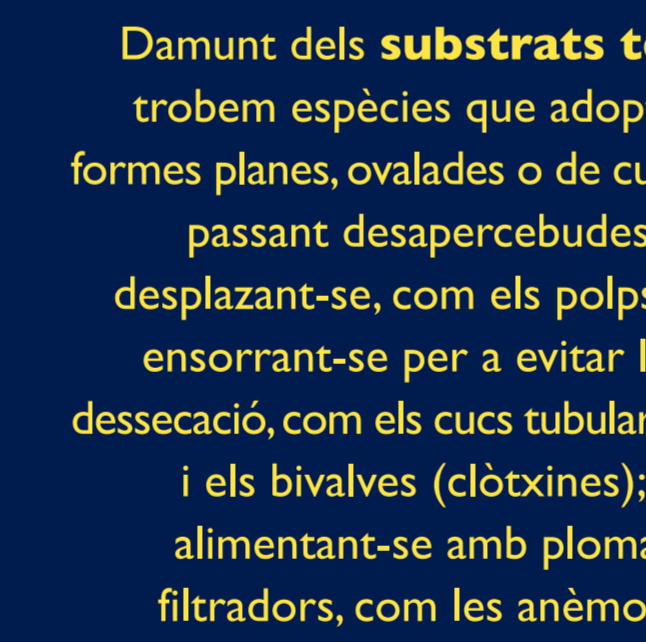 Damunt dels substrats
trobem espècies que
formes planes, ovalades o de
passant desapercebudes
desplazant-se, com els polps
ensorrant-se per a evitar
dessecació, com els cucs
i els bivalves (clòtxines);
alimentant-se amb
filtradors, com les